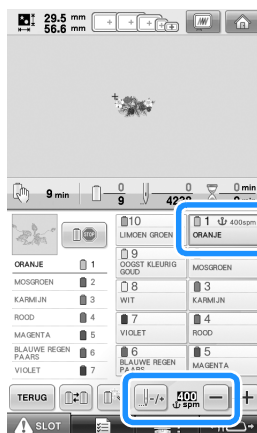 29.5 mm
56.6 mm
9 min
0
9
0
0 min
10
LIMOEN GROEN
1 400spm
ORANJE
9
OOGST KLEURIG
GOUD
MOSGROEN
ORANJE 1
MOSGROEN 2
KARMIJN 3
ROOD 4
MAGENTA 5
BLAUWE REGEN
PAARS 6
VIOLET 7
8
WIT
3
KARMIJN
7
VIOLET
4
ROOD
6
BLAUWE REGEN
PAARS
5
MAGENTA
STOP
TERUG
-/+
400
spm
−
+
SLOT